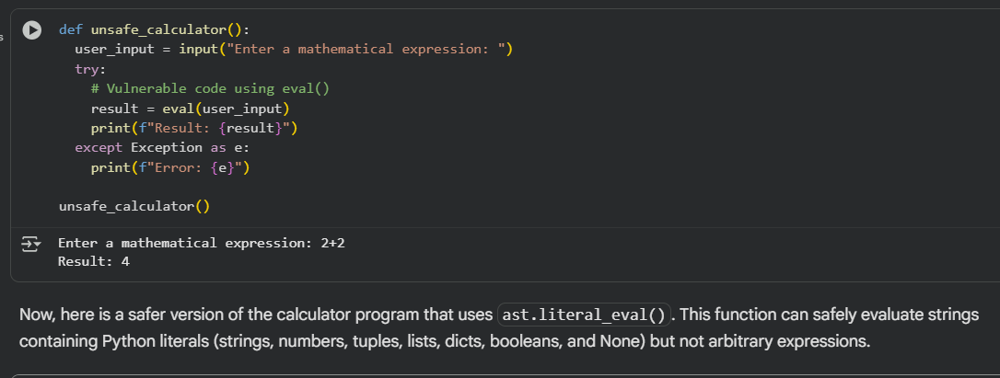 s
def unsafe_calculator():
  user_input = input("Enter a mathematical expression: ")
  try:
    # Vulnerable code using eval()
    result = eval(user_input)
    print(f"Result: {result}")
  except Exception as e:
    print(f"Error: {e}")
unsafe_calculator()
Enter a mathematical expression: 2+2
Result: 4
Now, here is a safer version of the calculator program that uses ast.literal_eval(). This function can safely evaluate strings
containing Python literals (strings, numbers, tuples, lists, dicts, booleans, and None) but not arbitrary expressions.